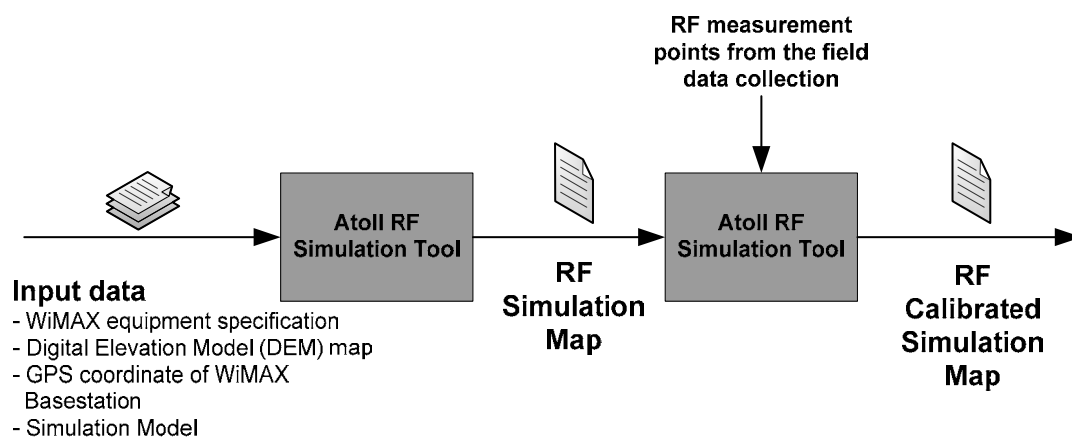 RF measurement
points from the field
data collection
Atoll RF
Simulation Tool
RF
Simulation
Map
Atoll RF
Simulation Tool
RF
Calibrated
Simulation
Map
Input data
- WiMAX equipment specification
- Digital Elevation Model (DEM) map
- GPS coordinate of WiMAX
Basestation
- Simulation Model